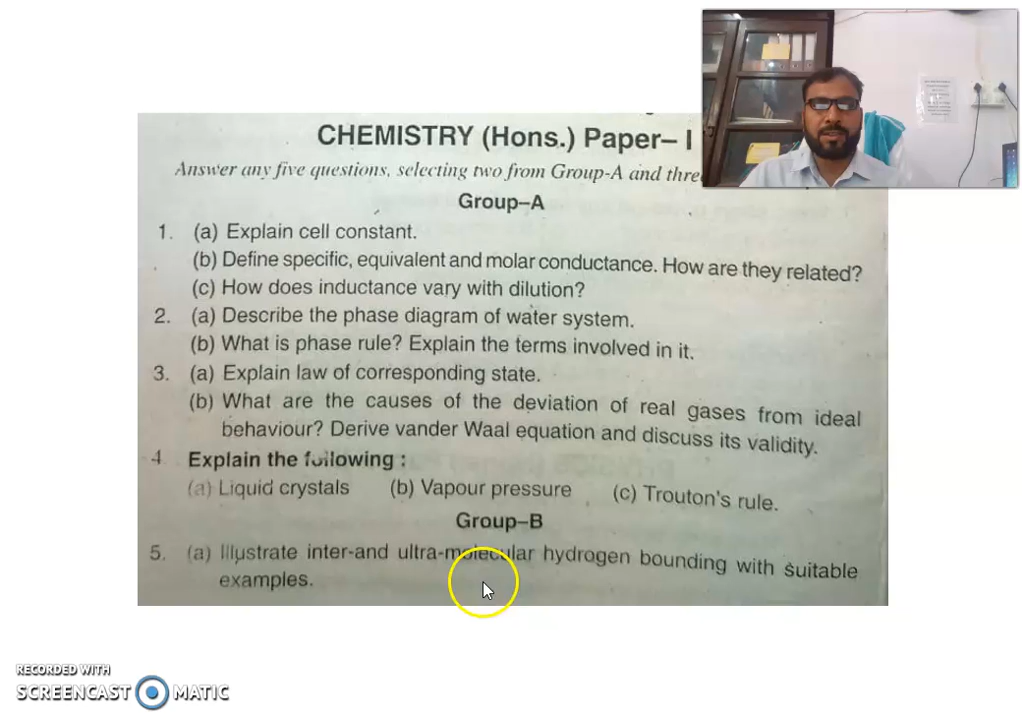 CHEMISTRY (Hons.) Paper– I
Answer any five questions, selecting two from Group-A and three
Group–A
1. (a) Explain cell constant.
(b) Define specific, equivalent and molar conductance. How are they related?
(c) How does inductance vary with dilution?
2. (a) Describe the phase diagram of water system.
(b) What is phase rule? Explain the terms involved in it.
3. (a) Explain law of corresponding state.
(b) What are the causes of the deviation of real gases from ideal
behaviour? Derive vander Waal equation and discuss its validity.
4 Explain the following :
(a) Liquid crystals (b) Vapour pressure (c) Trouton's rule.
Group–B
5. (a) Illustrate inter-and ultra-molecular hydrogen bounding with suitable
examples.
RECORDED WITH
SCREENCAST MATIC